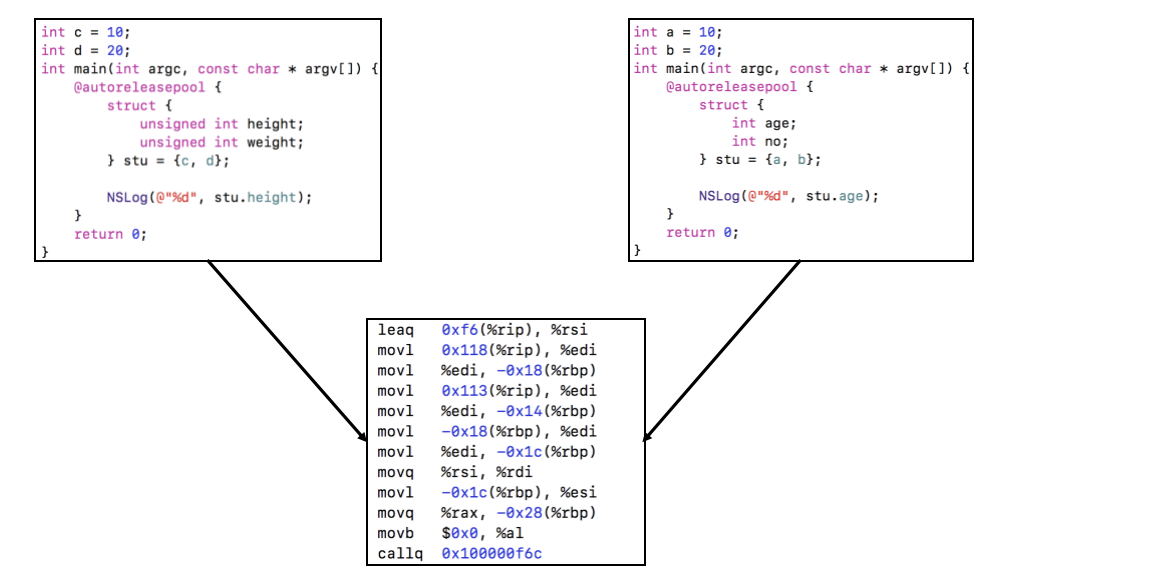 int c = 10;
int d = 20;
int main(int argc, const char * argv[]) {
    @autoreleasepool {
        struct {
            unsigned int height;
            unsigned int weight;
        } stu = {c, d};

        NSLog(@"%d", stu.height);
    }
    return 0;
}
int a = 10;
int b = 20;
int main(int argc, const char * argv[]) {
    @autoreleasepool {
        struct {
            int age;
            int no;
        } stu = {a, b};

        NSLog(@"%d", stu.age);
    }
    return 0;
}
leaq 0xf6(%rip), %rsi
movl 0x118(%rip), %edi
movl %edi, -0x18(%rbp)
movl 0x113(%rip), %edi
movl %edi, -0x14(%rbp)
movl -0x18(%rbp), %edi
movl %edi, -0x1c(%rbp)
movq %rsi, %rdi
movl -0x1c(%rbp), %esi
movq %rax, -0x28(%rbp)
movb $0x0, %al
callq 0x100000f6c